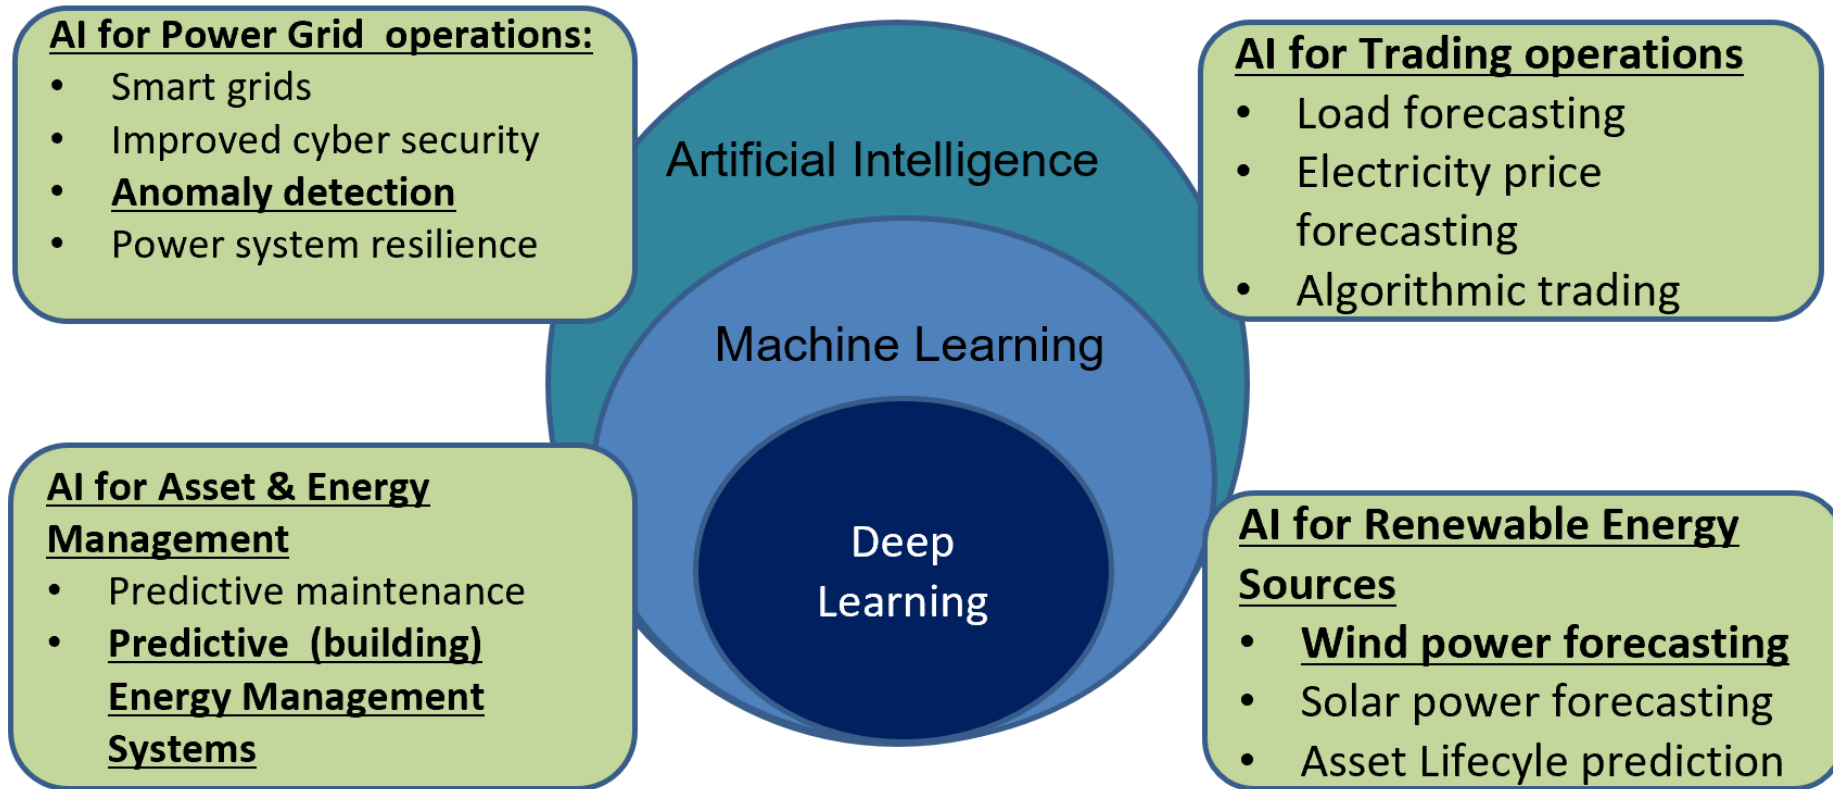 AI for Power Grid  operations:
• Smart grids
• Improved cyber security
• Anomaly detection
• Power system resilience
AI for Trading operations
• Load forecasting
• Electricity price
forecasting
• Algorithmic trading
Artificial Intelligence
Machine Learning
Deep
Learning
AI for Asset & Energy
Management
• Predictive maintenance
• Predictive  (building)
Energy Management
Systems
AI for Renewable Energy
Sources
• Wind power forecasting
• Solar power forecasting
• Asset Lifecyle prediction